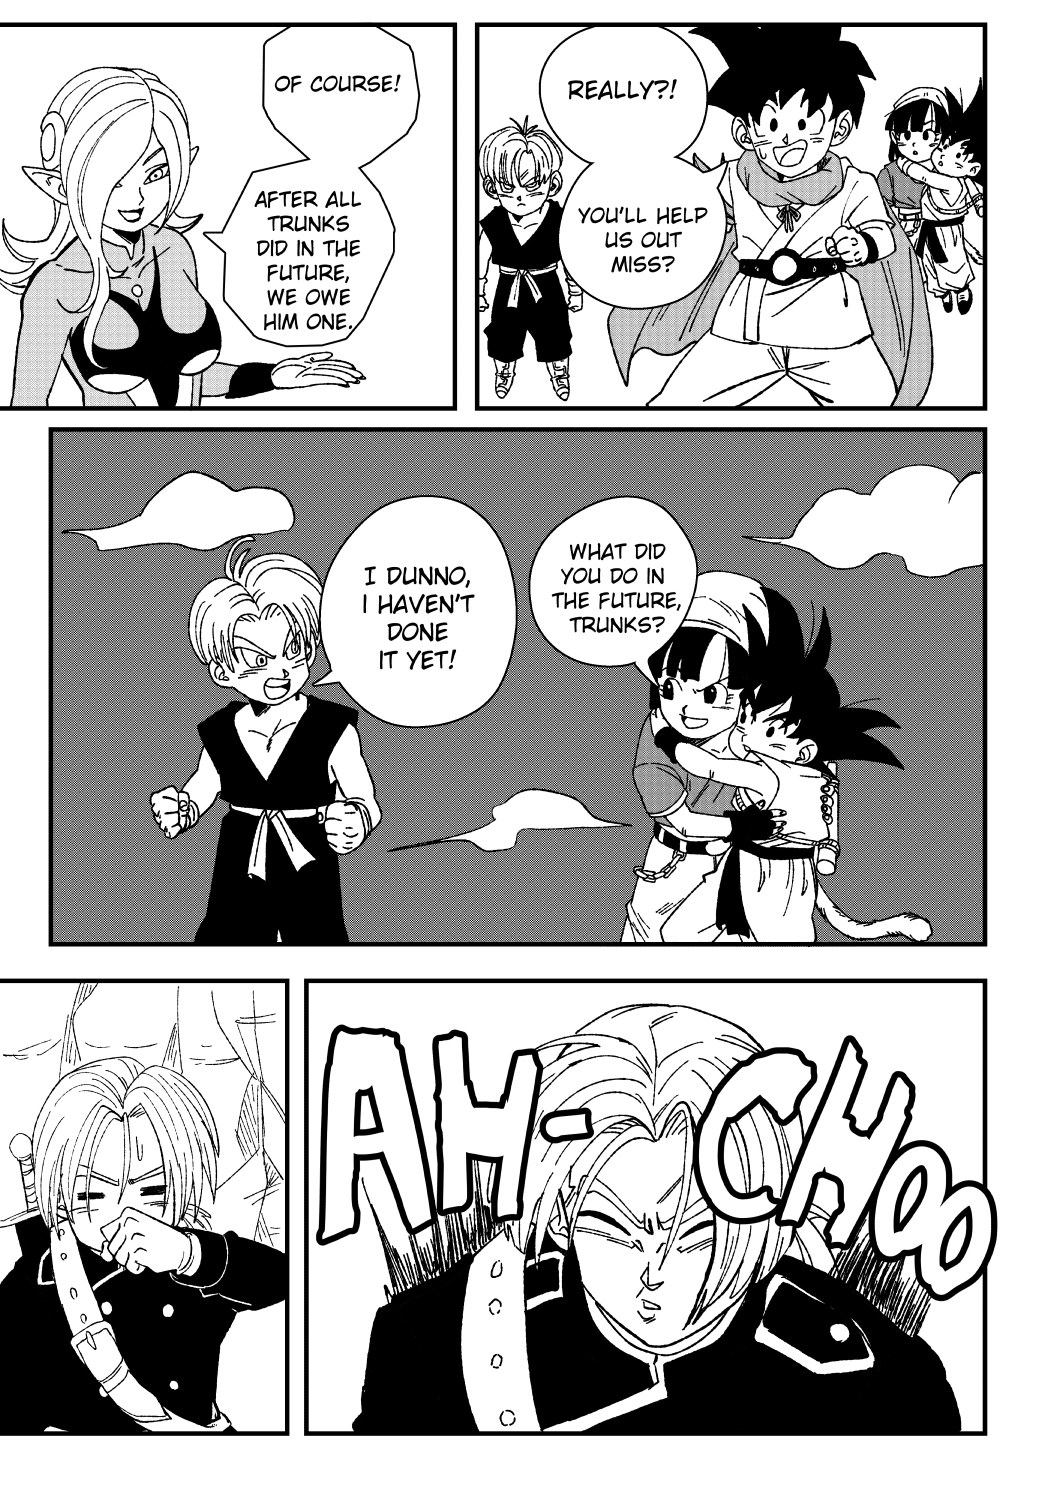 REALLY?!
YOU'LL HELP
US OUT
MISS?
OF COURSE!
AFTER ALL
TRUNKS
DID IN THE
FUTURE,
WE OWE
HIM ONE.
WHAT DID
YOU DO IN
THE FUTURE,
TRUNKS?
I DUNNO,
I HAVEN'T
DONE
IT YET!
AH-CHOO